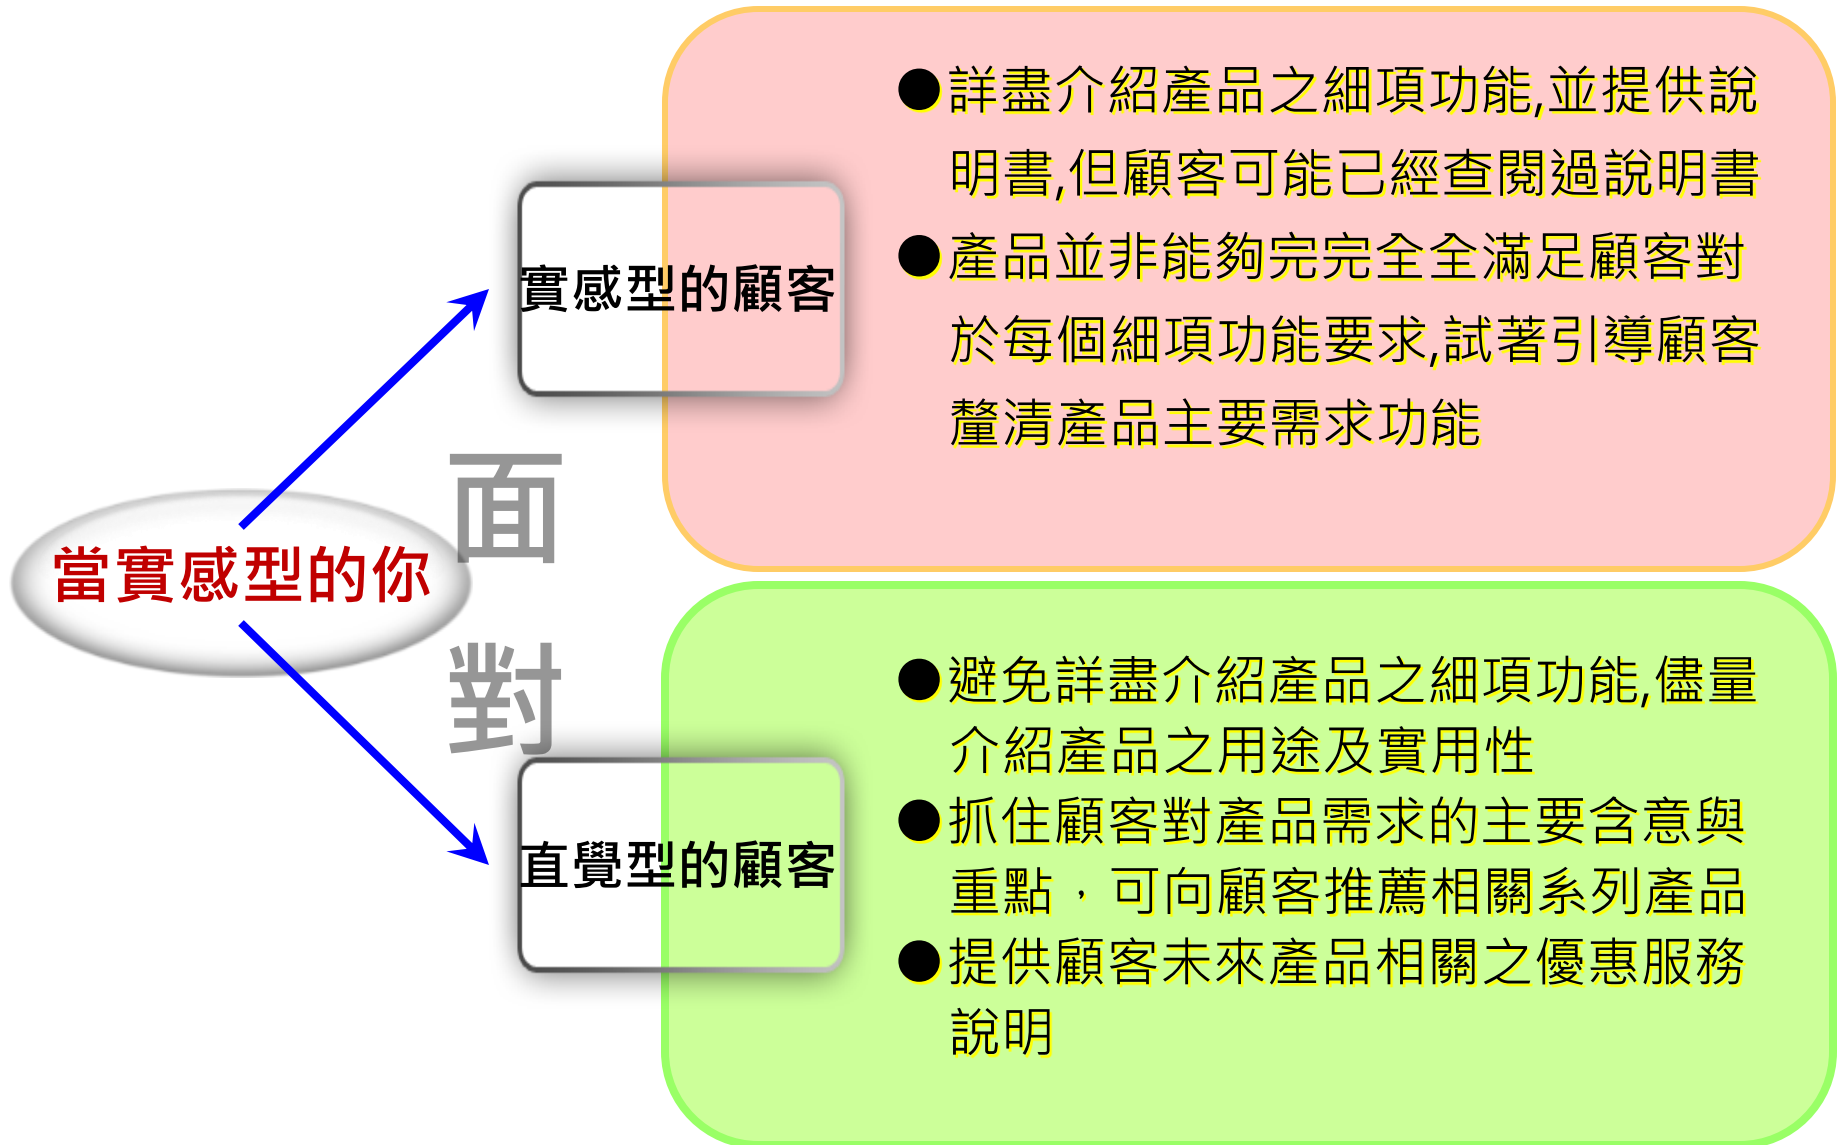 當實感型的你
面
對
實感型的顧客
●詳盡介紹產品之細項功能,並提供說
明書,但顧客可能已經查閱過說明書
●產品並非能夠完完全全滿足顧客對
於每個細項功能要求,試著引導顧客
釐清產品主要需求功能
直覺型的顧客
●避免詳盡介紹產品之細項功能,儘量
介紹產品之用途及實用性
●抓住顧客對產品需求的主要含意與
重點，可向顧客推薦相關系列產品
●提供顧客未來產品相關之優惠服務
說明